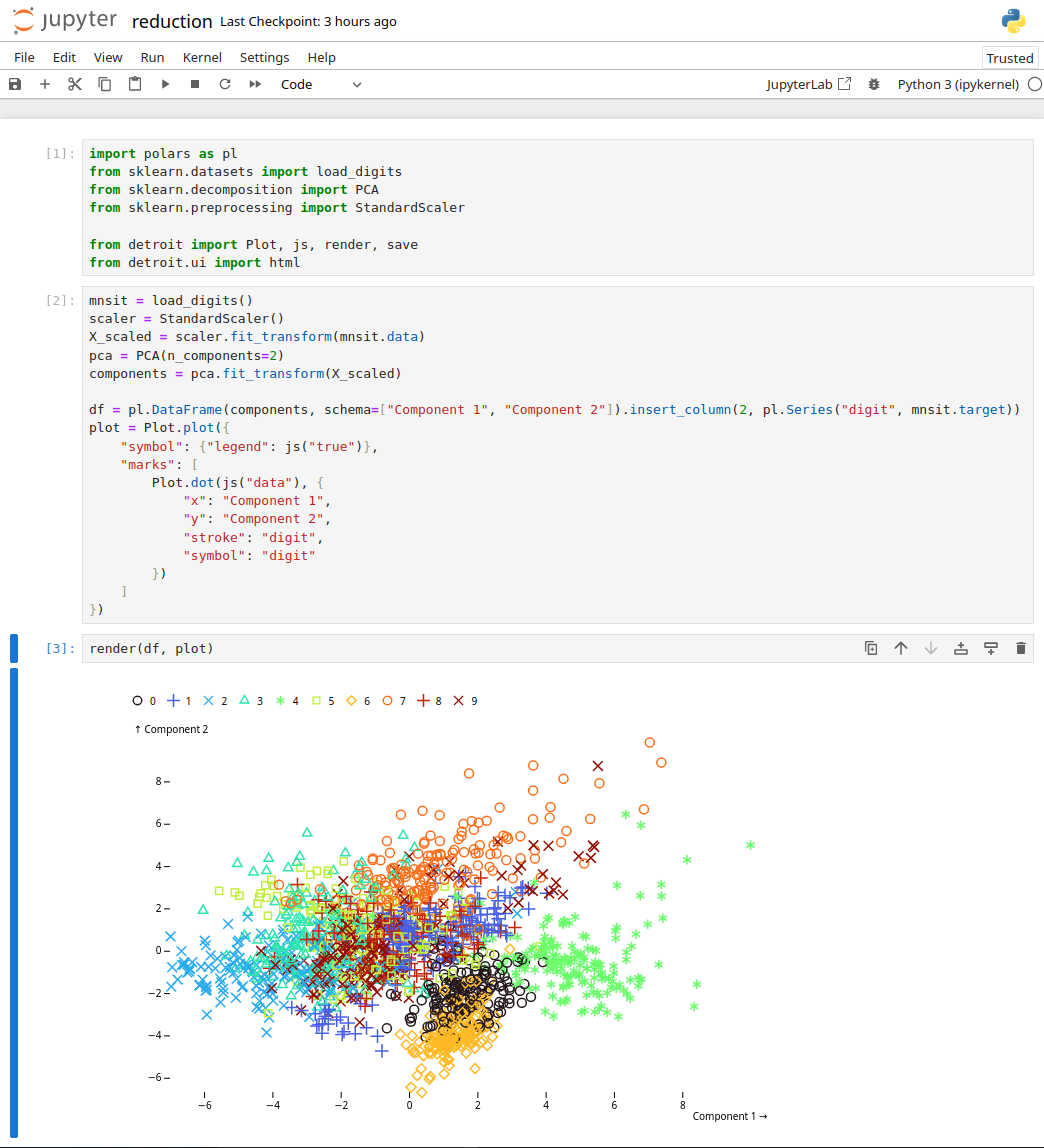 jupyter reduction Last Checkpoint: 3 hours ago
File Edit View Run Kernel Settings Help Trusted
Code JupyterLab Python 3 (ipykernel)
[1]: import polars as pl
from sklearn.datasets import load_digits
from sklearn.decomposition import PCA
from sklearn.preprocessing import StandardScaler
from detroit import Plot, js, render, save
from detroit.ui import html
[2]: mnsit = load_digits()
scaler = StandardScaler()
X_scaled = scaler.fit_transform(mnsit.data)
pca = PCA(n_components=2)
components = pca.fit_transform(X_scaled)
df = pl.DataFrame(components, schema=["Component 1", "Component 2"]).insert_column(2, pl.Series("digit", mnsit.target))
plot = Plot.plot({
    "symbol": {"legend": js("true")},
    "marks": [
        Plot.dot(js("data"), {
            "x": "Component 1",
            "y": "Component 2",
            "stroke": "digit",
            "symbol": "digit"
        })
    ]
})
[3]: render(df, plot)
0 1 2 3 4 5 6 7 8 9
↑ Component 2
8
6
4
2
0
−2
−4
−6
−6 −4 −2 0 2 4 6 8
Component 1 →